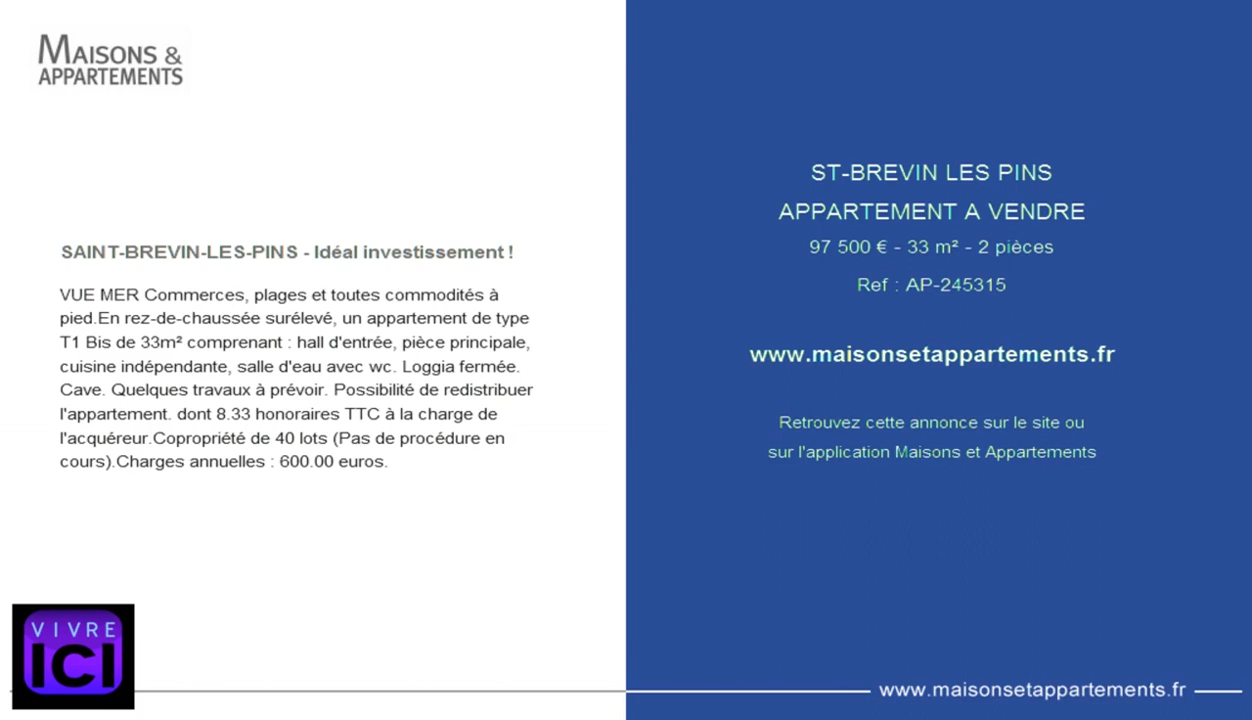 MAISONS &
APPARTEMENTS
SAINT-BREVIN-LES-PINS - Idéal investissement !
VUE MER Commerces, plages et toutes commodités à
pied.En rez-de-chaussée surélevé, un appartement de type
T1 Bis de 33m² comprenant : hall d'entrée, pièce principale,
cuisine indépendante, salle d'eau avec wc. Loggia fermée.
Cave. Quelques travaux à prévoir. Possibilité de redistribuer
l'appartement. dont 8.33 honoraires TTC à la charge de
l'acquéreur.Copropriété de 40 lots (Pas de procédure en
cours).Charges annuelles : 600.00 euros.
VIVRE
ICI
ST-BREVIN LES PINS
APPARTEMENT A VENDRE
97 500 € - 33 m² - 2 pièces
Ref : AP-245315
www.maisonsetappartements.fr
Retrouvez cette annonce sur le site ou
sur l'application Maisons et Appartements
www.maisonsetappartements.fr